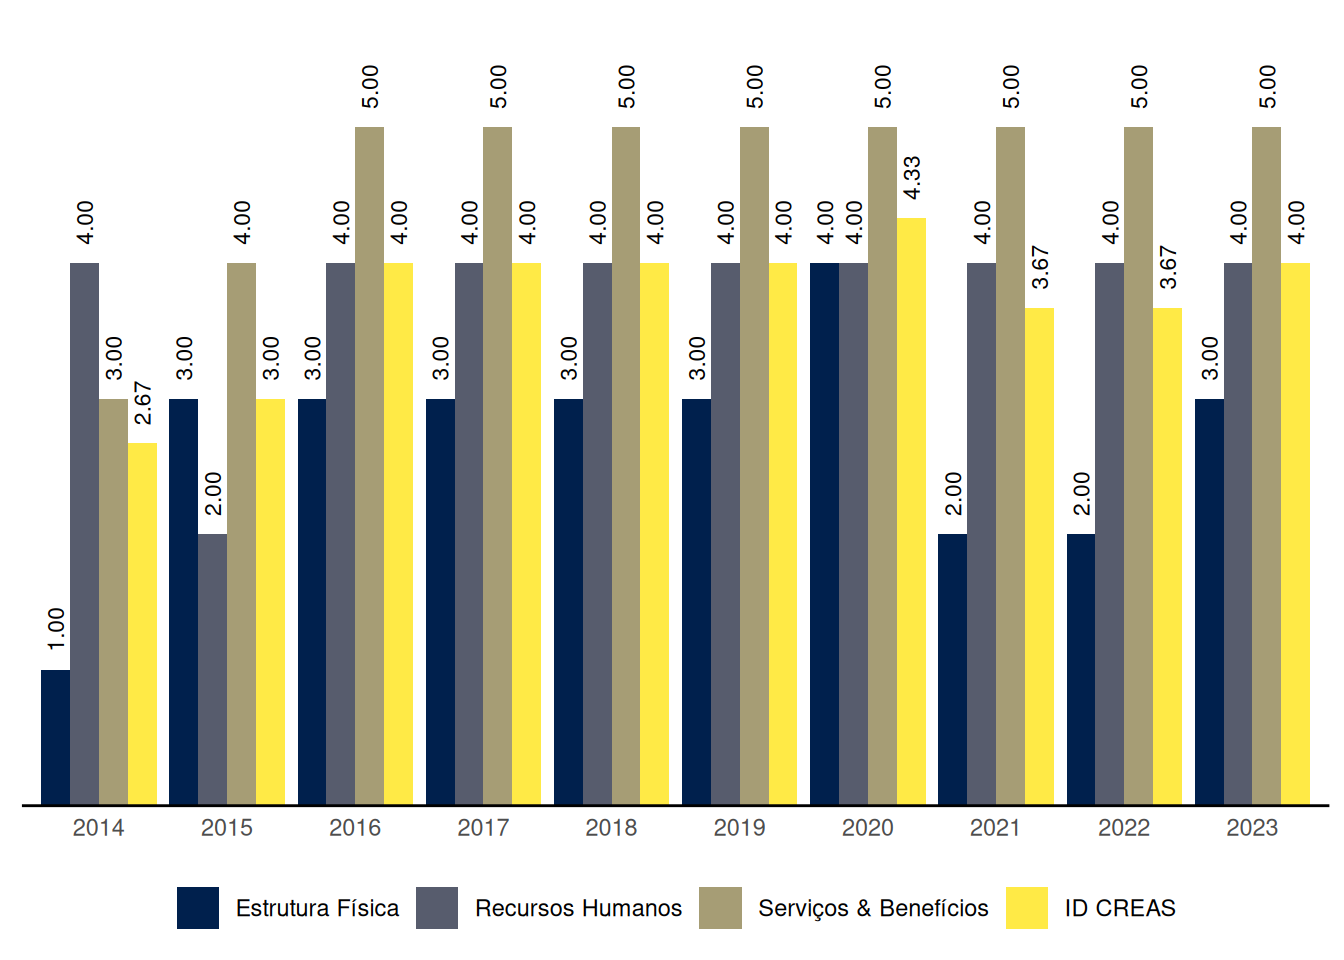 1.00 4.00 3.00 2.67 3.00 2.00 4.00 3.00 3.00 4.00 5.00 4.00 3.00 4.00 5.00 4.00 3.00 4.00 5.00 4.00 3.00 4.00 5.00 4.00 4.00 4.00 5.00 4.33 2.00 4.00 5.00 3.67 2.00 4.00 5.00 3.67 3.00 4.00 5.00 4.00
2014 2015 2016 2017 2018 2019 2020 2021 2022 2023
Estrutura Física Recursos Humanos Serviços & Benefícios ID CREAS